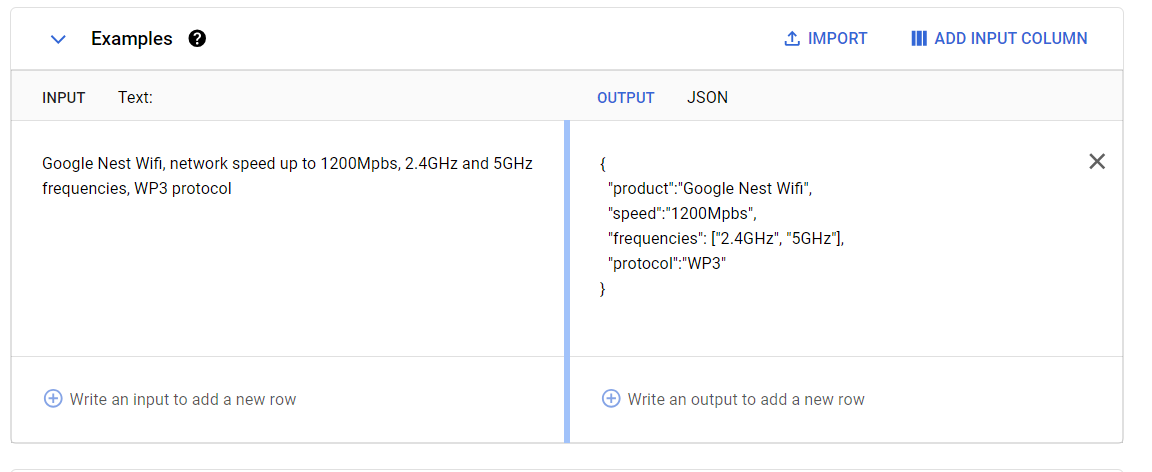 Examples
IMPORT
ADD INPUT COLUMN
INPUT Text:
OUTPUT JSON
Google Nest Wifi, network speed up to 1200Mpbs, 2.4GHz and 5GHz
frequencies, WP3 protocol
{
"product":"Google Nest Wifi",
"speed":"1200Mpbs",
"frequencies": ["2.4GHz", "5GHz"],
"protocol":"WP3"
}
Write an input to add a new row
Write an output to add a new row